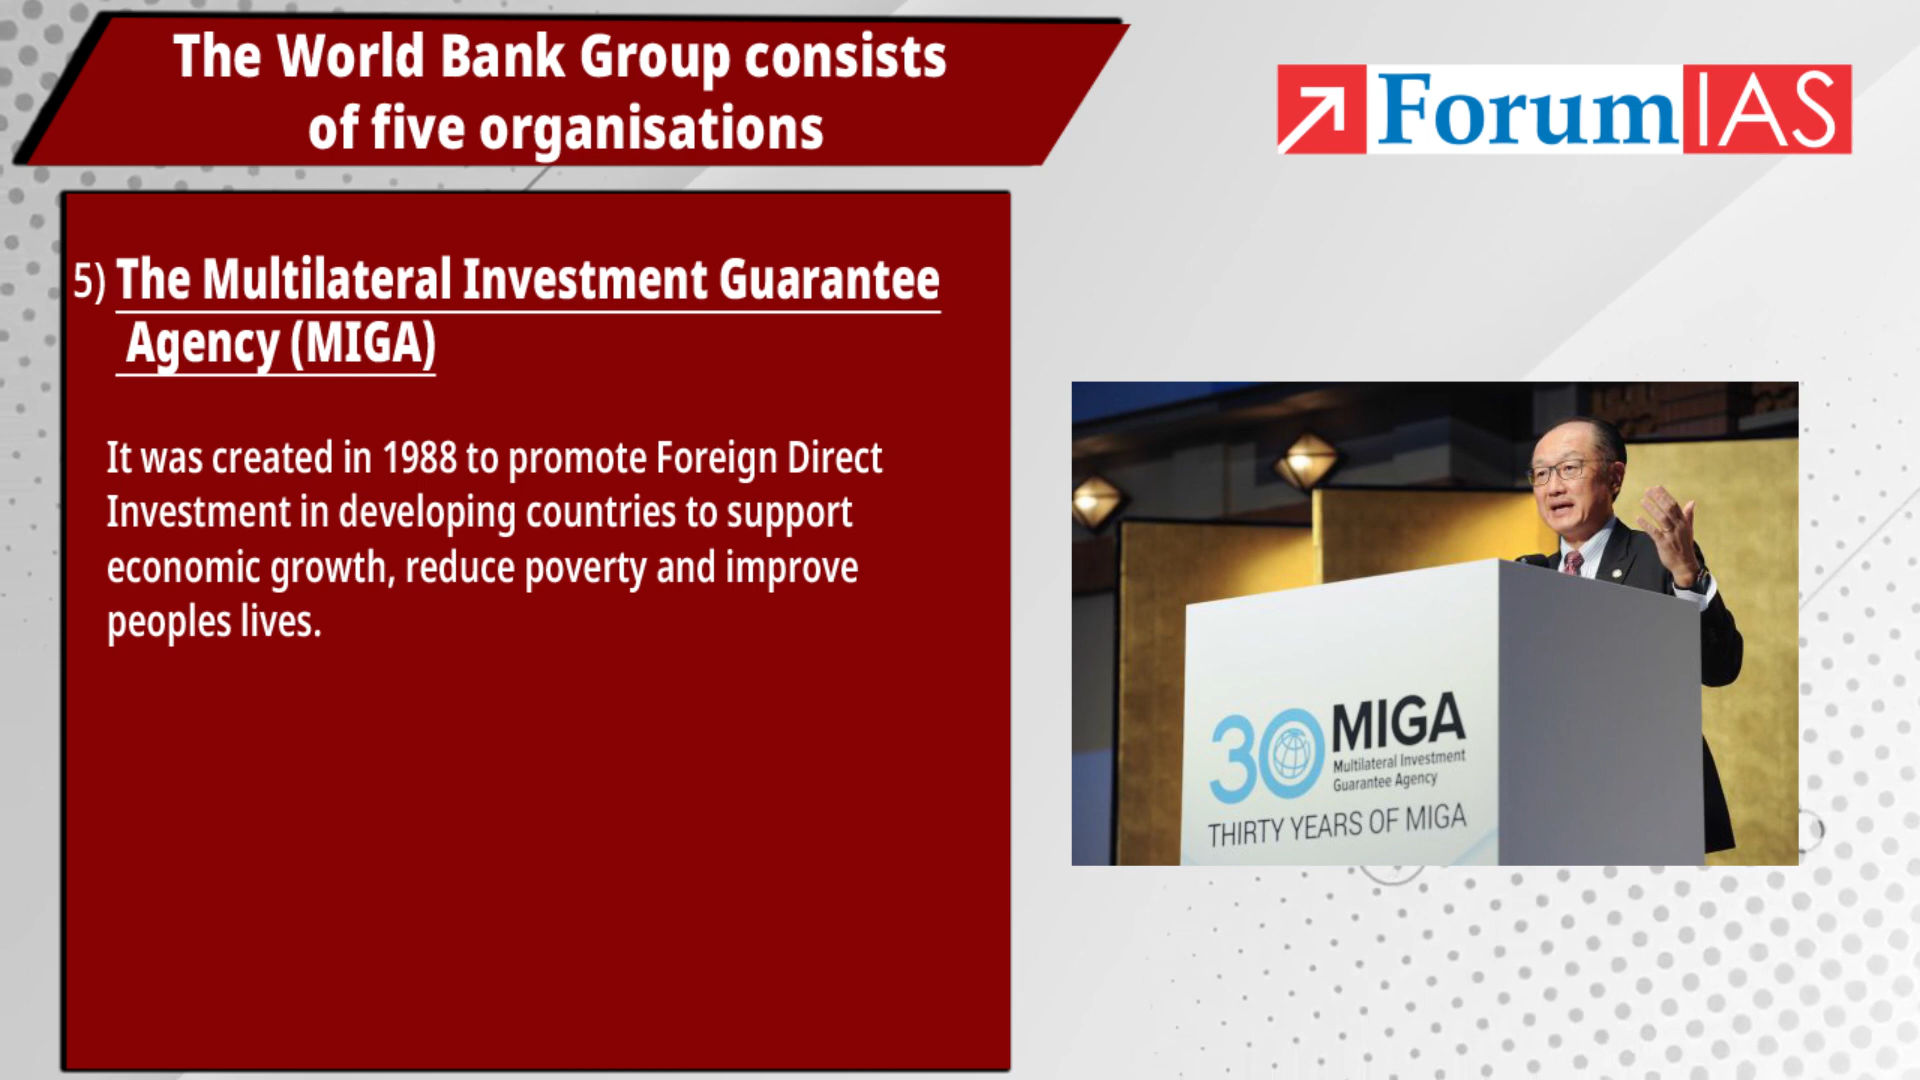 The World Bank Group consists
of five organisations
Forum IAS
5) The Multilateral Investment Guarantee
Agency (MIGA)
It was created in 1988 to promote Foreign Direct
Investment in developing countries to support
economic growth, reduce poverty and improve
peoples lives.
30 MIGA
Multilateral Investment
Guarantee Agency
THIRTY YEARS OF MIGA